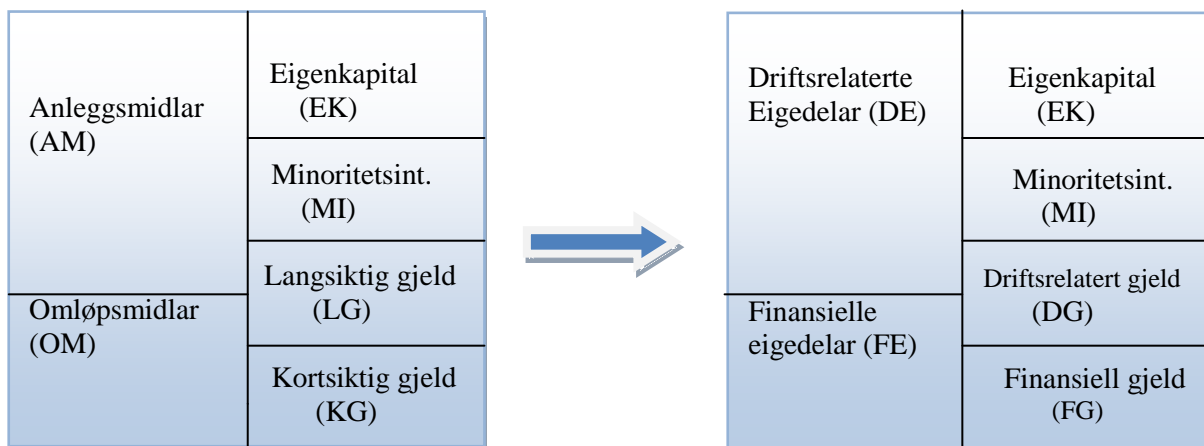 Anleggsmidlar
(AM)
Omløpsmidlar
(OM)
Eigenkapital
(EK)
Minoritetsint.
(MI)
Langsiktig gjeld
(LG)
Kortsiktig gjeld
(KG)
Driftsrelaterte
Eigedelar (DE)
Finansielle
eigedelar (FE)
Eigenkapital
(EK)
Minoritetsint.
(MI)
Driftsrelatert gjeld
(DG)
Finansiell gjeld
(FG)